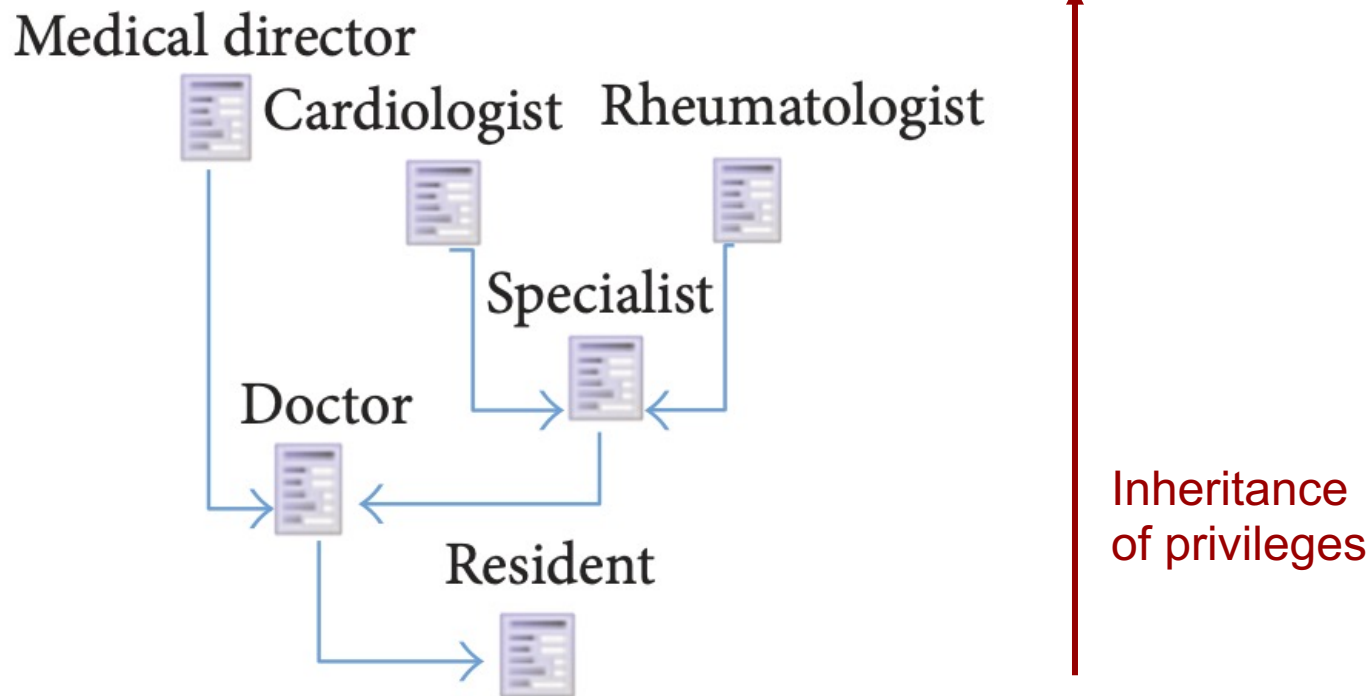 Medical director
Cardiologist
Rheumatologist
Specialist
Doctor
Inheritance
of privileges
Resident